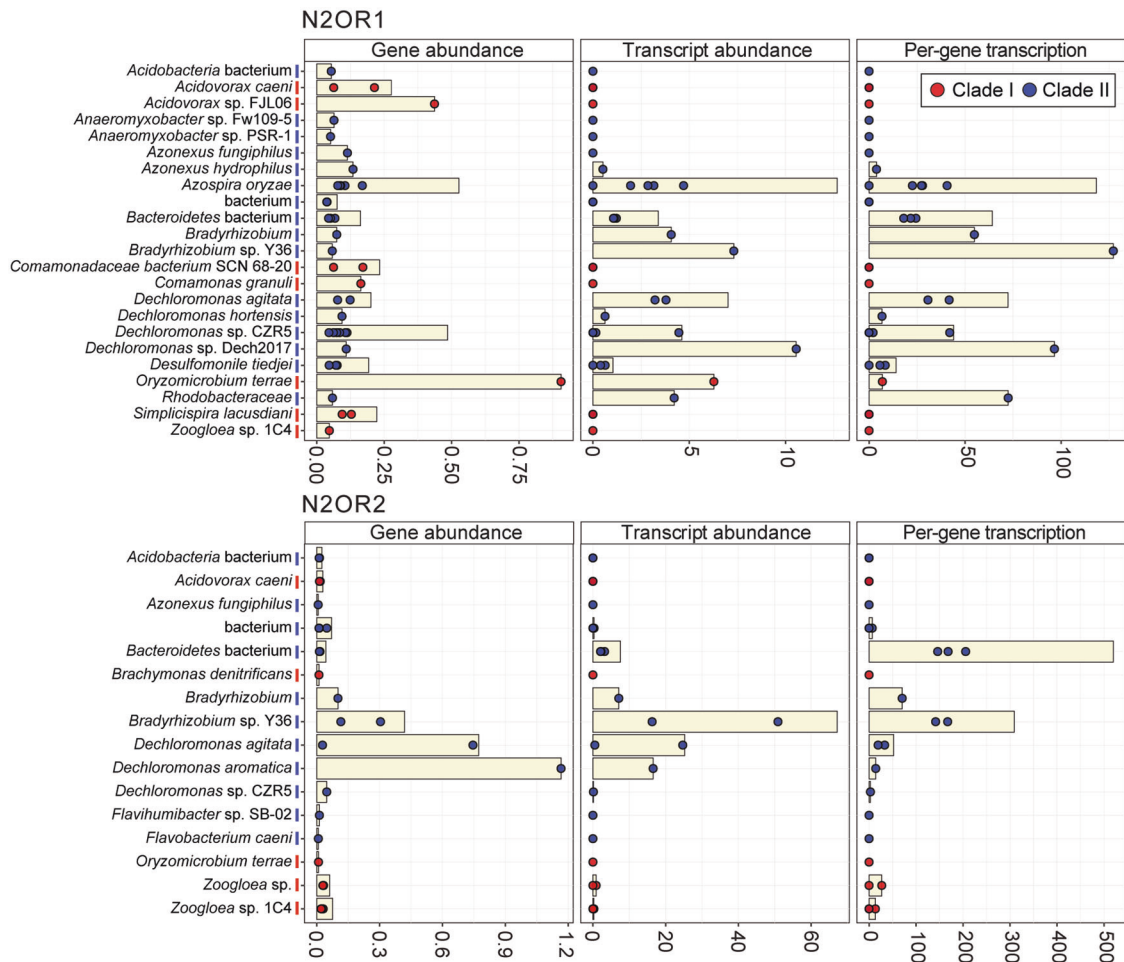 N2OR1
Gene abundance Transcript abundance Per-gene transcription
Clade I Clade II
Acidobacteria bacterium
Acidovorax caeni
Acidovorax sp. FJL06
Anaeromyxobacter sp. Fw109-5
Anaeromyxobacter sp. PSR-1
Azonexus fungiphilus
Azonexus hydrophilus
Azospira oryzae
bacterium
Bacteroidetes bacterium
Bradyrhizobium
Bradyrhizobium sp. Y36
Comamonadaceae bacterium SCN 68-20
Comamonas granuli
Dechloromonas agitata
Dechloromonas hortensis
Dechloromonas sp. CZR5
Dechloromonas sp. Dech2017
Desulfomonile tiedjei
Oryzomicrobium terrae
Rhodobacteraceae
Simplicispira lacusdiani
Zoogloea sp. 1C4
0.00 0.25 0.50 0.75 0 5 10 0 50 100
N2OR2
Gene abundance Transcript abundance Per-gene transcription
Acidobacteria bacterium
Acidovorax caeni
Azonexus fungiphilus
bacterium
Bacteroidetes bacterium
Brachymonas denitrificans
Bradyrhizobium
Bradyrhizobium sp. Y36
Dechloromonas agitata
Dechloromonas aromatica
Dechloromonas sp. CZR5
Flavihumibacter sp. SB-02
Flavobacterium caeni
Oryzomicrobium terrae
Zoogloea sp.
Zoogloea sp. 1C4
0.0 0.3 0.6 0.9 1.2 0 20 40 60 0 100 200 300 400 500